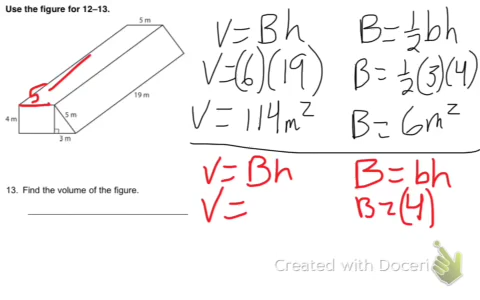 Use the figure for 12–13.
5 m
5
19 m
4 m
5 m
3 m
13. Find the volume of the figure.
V=Bh
V=(6)(19)
V=114m²
B=½bh
B=½(3)(4)
B=6m²
V=Bh
V=
B=bh
B=(4)
Created with Doceri